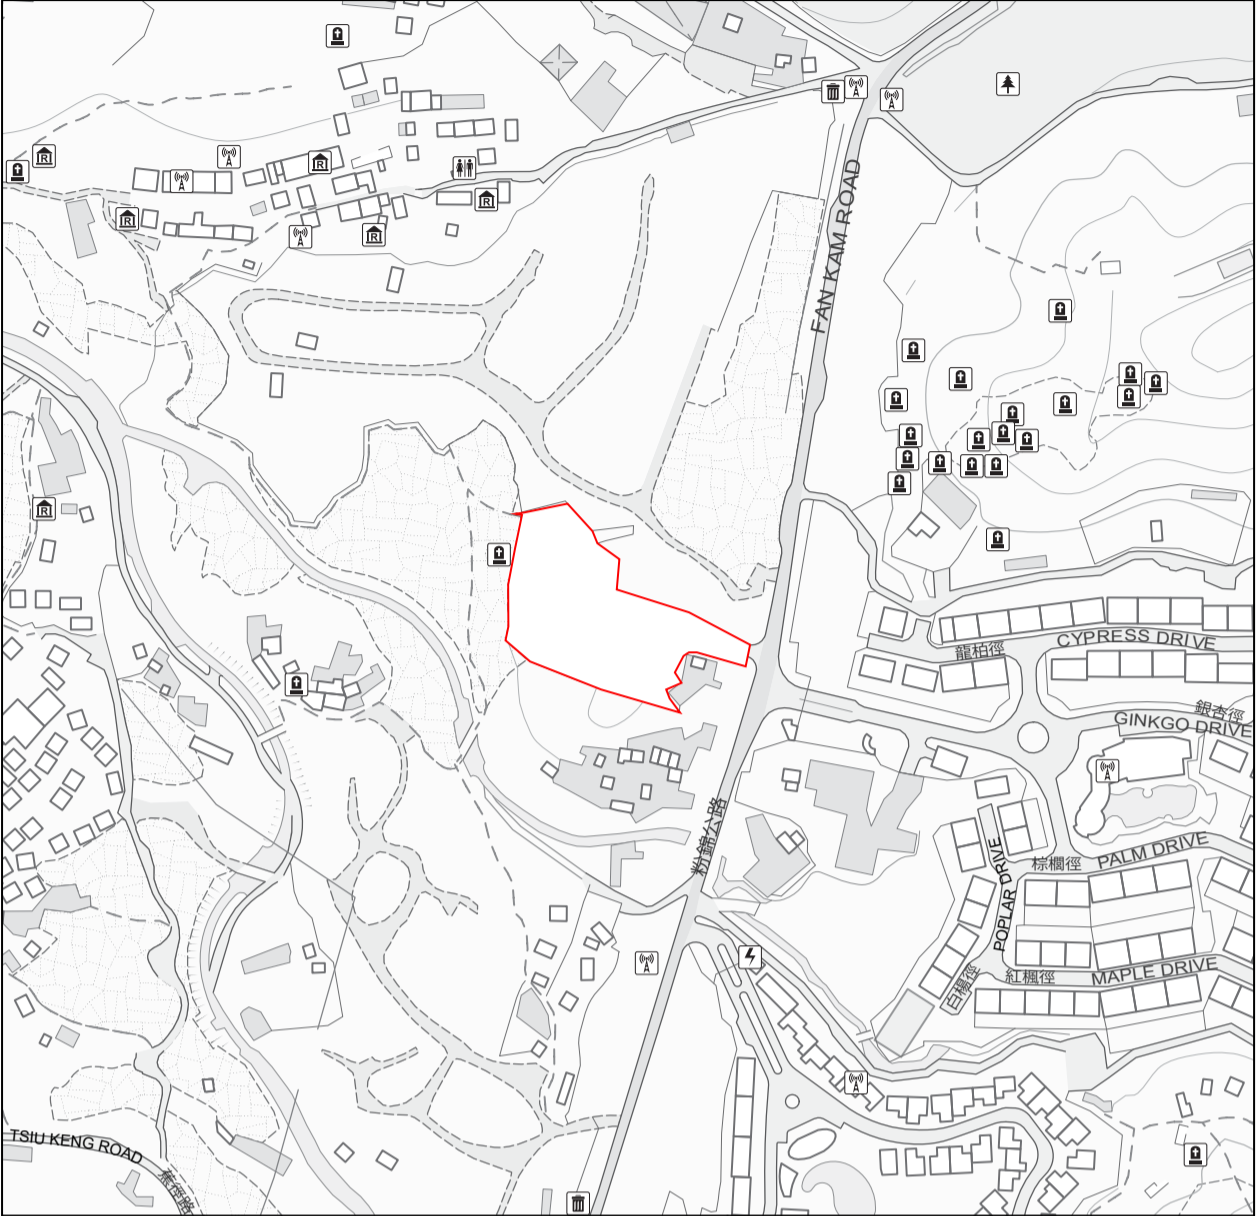 FAN KAM ROAD
龍柏徑
CYPRESS DRIVE
銀杏徑
GINKGO DRIVE
粉錦公路
POPLAR DRIVE
棕櫚徑
PALM DRIVE
白楊徑
紅楓徑
MAPLE DRIVE
TSIU KENG ROAD
蕉徑路
R
R
R
R
R
R